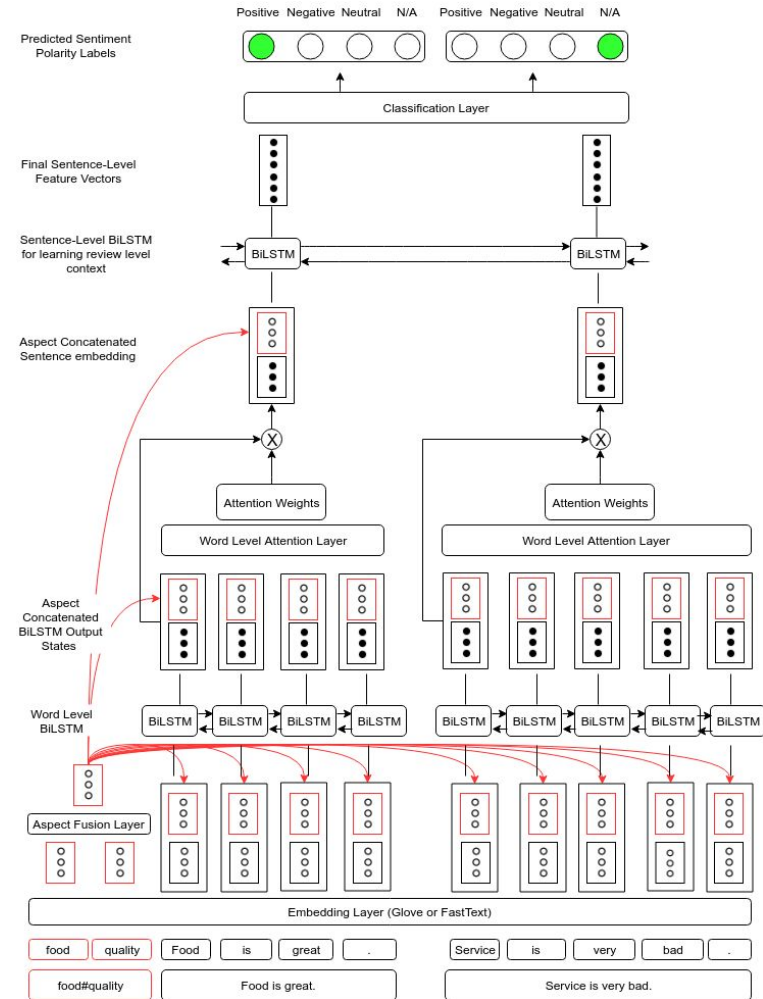 Positive Negative Neutral N/A Positive Negative Neutral N/A
Predicted Sentiment
Polarity Labels
Classification Layer
Final Sentence-Level
Feature Vectors
Sentence-Level BiLSTM
for learning review level
context
BiLSTM BiLSTM
Aspect Concatenated
Sentence embedding
X X
Attention Weights Attention Weights
Word Level Attention Layer Word Level Attention Layer
Aspect
Concatenated
BiLSTM Output
States
Word Level
BiLSTM
BiLSTM BiLSTM BiLSTM BiLSTM BiLSTM BiLSTM BiLSTM BiLSTM BiLSTM
Aspect Fusion Layer
Embedding Layer (Glove or FastText)
food quality Food is great . Service is very bad .
food#quality Food is great. Service is very bad.